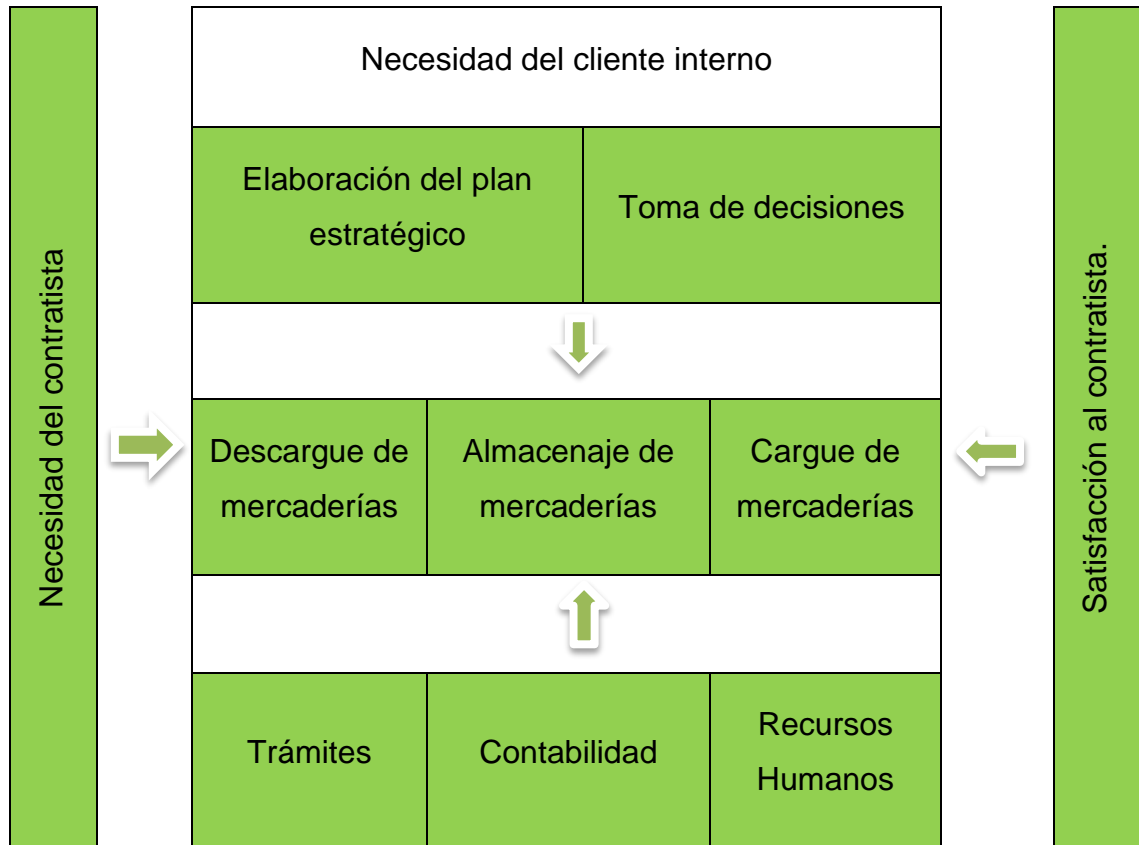 Necesidad del contratista
Necesidad del cliente interno
Elaboración del plan
estratégico
Toma de decisiones
Descargue de
mercaderías
Almacenaje de
mercaderías
Cargue de
mercaderías
Trámites
Contabilidad
Recursos
Humanos
Satisfacción al contratista.